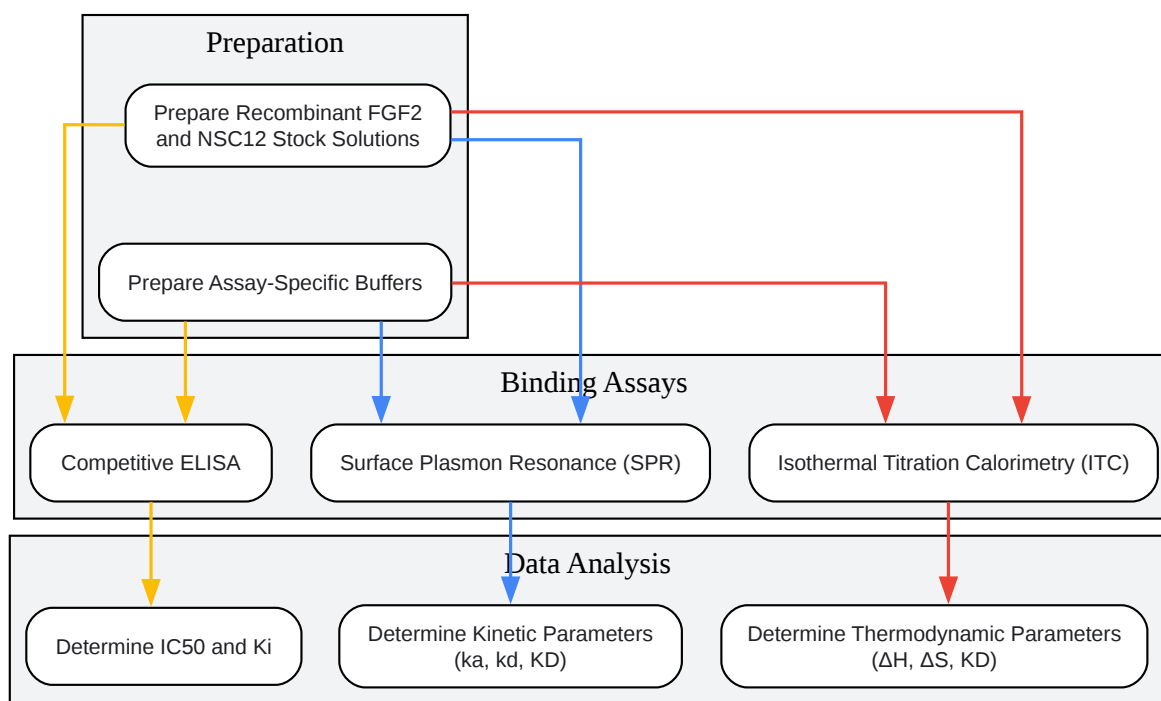 Preparation
Prepare Recombinant FGF2
and NSC12 Stock Solutions
Prepare Assay-Specific Buffers
Binding Assays
Competitive ELISA
Surface Plasmon Resonance (SPR)
Isothermal Titration Calorimetry (ITC)
Data Analysis
Determine IC50 and Ki
Determine Kinetic Parameters
(ka, kd, KD)
Determine Thermodynamic Parameters
(ΔH, ΔS, KD)